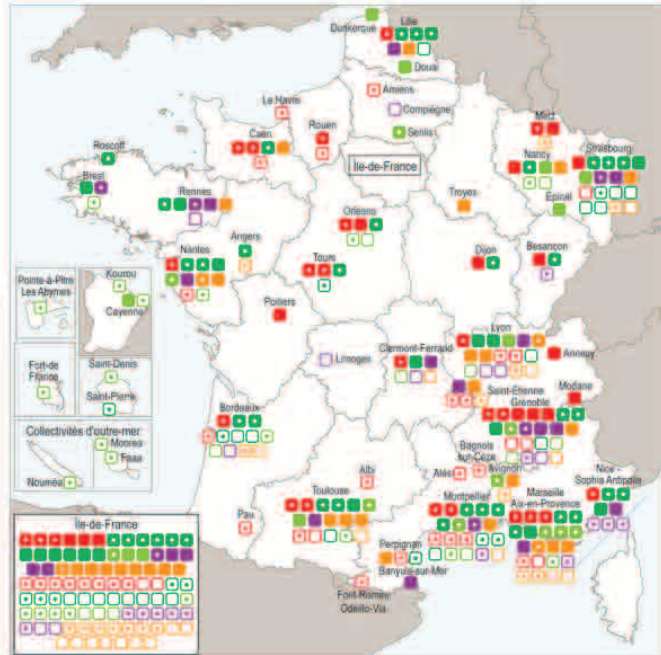 Dunkerque
Lille
Douai
Amiens
Le Havre
Compiègne
Rouen
Senlis
Caen
Metz
Roscoff
Strasbourg
Île-de-France
Nancy
Brest
Rennes
Troyes
Épinal
Orléans
Angers
Nantes
Tours
Dijon
Besançon
Pointe-à-Pitre
Les Abymes
Kourou
Cayenne
Poitiers
Lyon
Limoges
Clermont-Ferrand
Annecy
Fort-de
France
Saint-Denis
Saint-Pierre
Saint-Étienne
Grenoble
Modane
Bordeaux
Collectivités d'outre-mer
Moorea
Faaa
Nouméa
Bagnols
sur-Cèze
Albi
Alès
Avignon
Nice -
Sophia Antipolis
Toulouse
Montpellier
Marseille
Aix-en-Provence
Île-de-France
Pau
Perpignan
Banyuls-sur-Mer
Font-Romeu
Odeillo-Via